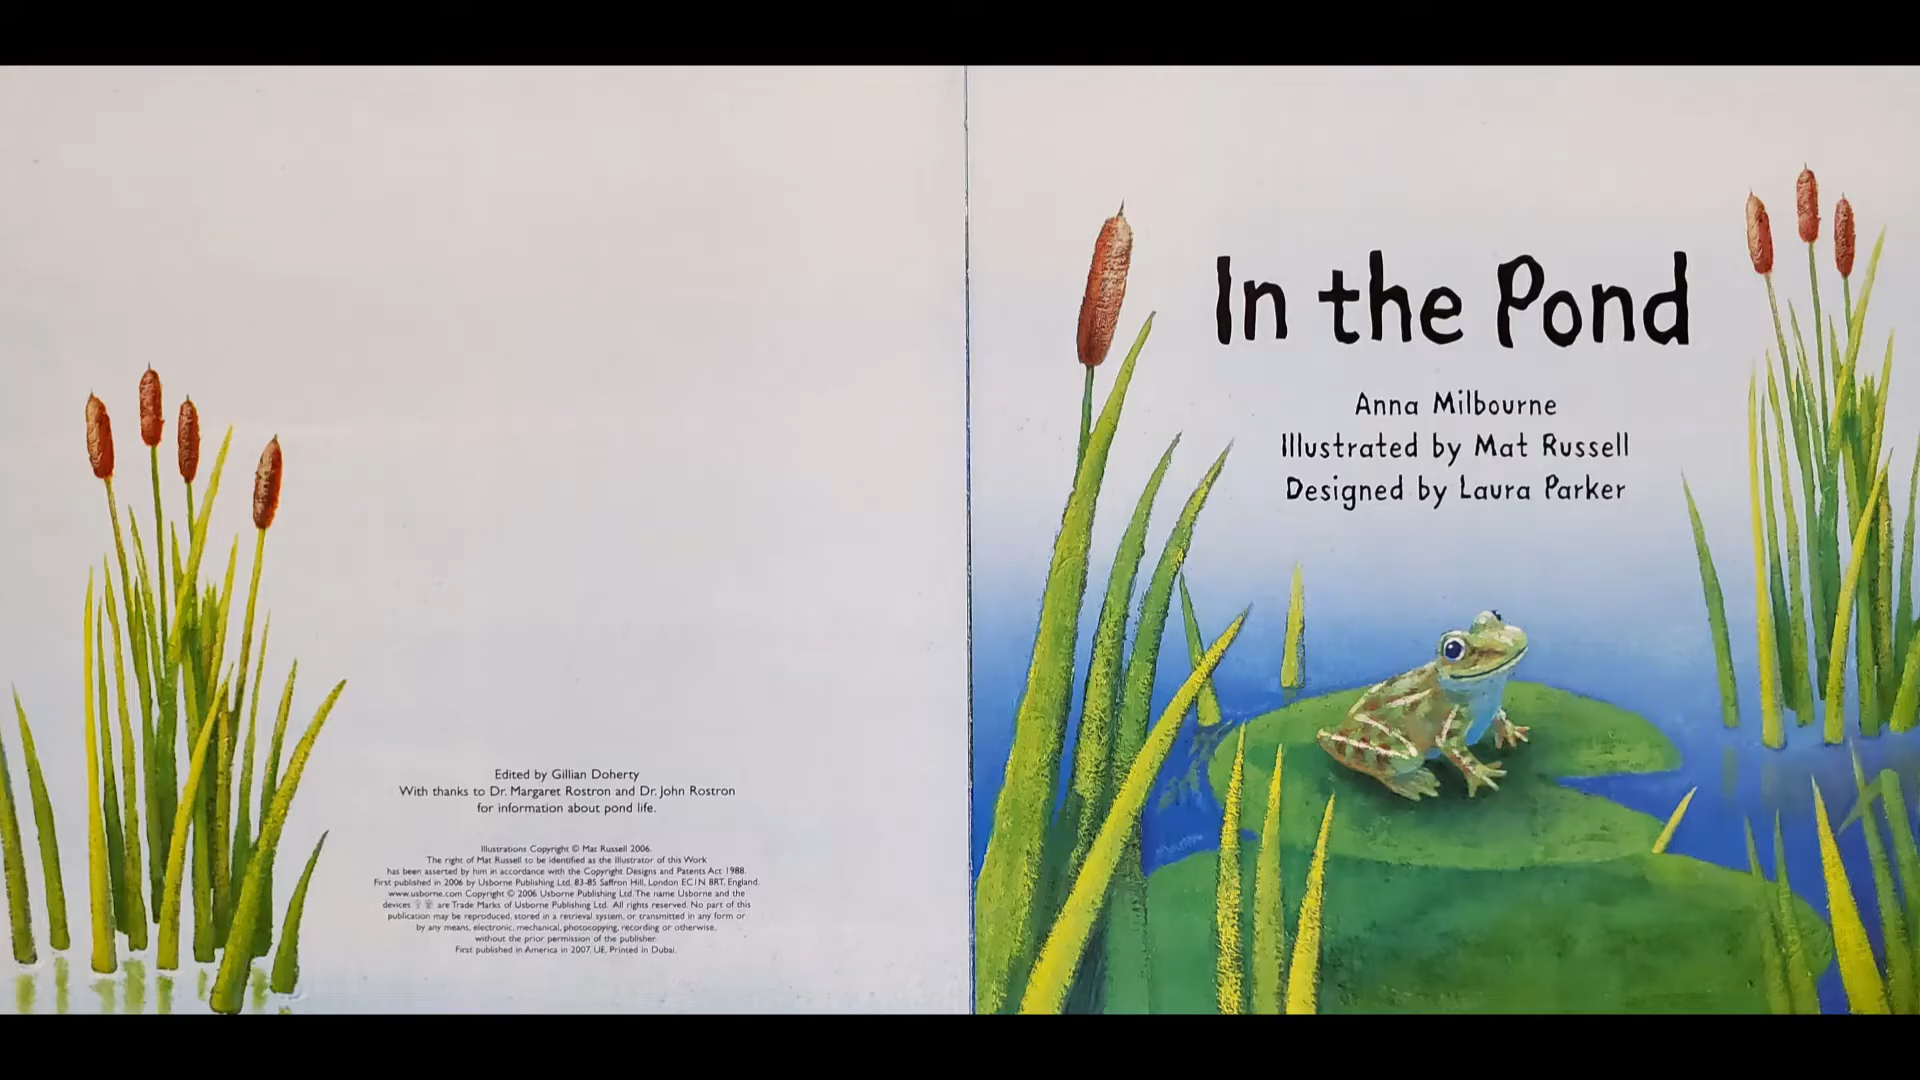 Edited by Gillian Doherty
With thanks to Dr. Margaret Rostron and Dr. John Rostron
for information about pond life.
Illustrations Copyright © Mat Russell 2006.
The right of Mat Russell to be identified as the Illustrator of this Work
has been asserted by him in accordance with the Copyright Designs and Patents Act 1988.
First published in 2006 by Usborne Publishing Ltd, 83-85 Saffron Hill, London EC1N 8RT, England.
www.usborne.com Copyright © 2006 Usborne Publishing Ltd. The name Usborne and the
devices are Trade Marks of Usborne Publishing Ltd. All rights reserved. No part of this
publication may be reproduced, stored in a retrieval system, or transmitted in any form or
by any means, electronic, mechanical, photocopying, recording or otherwise,
without the prior permission of the publisher.
First published in America in 2007. UE. Printed in Dubai.
In the Pond
Anna Milbourne
Illustrated by Mat Russell
Designed by Laura Parker